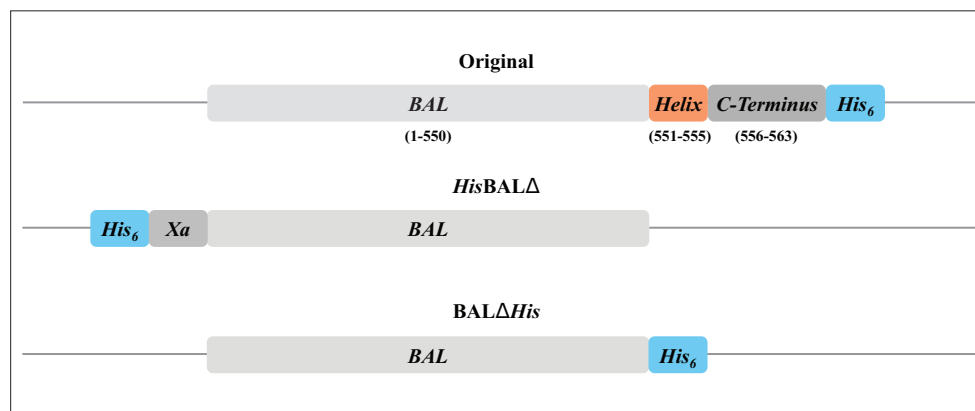 Original
BAL Helix C-Terminus His6
(1-550) (551-555) (556-563)
HisBALΔ
His6 Xa BAL
BALΔHis
BAL His6